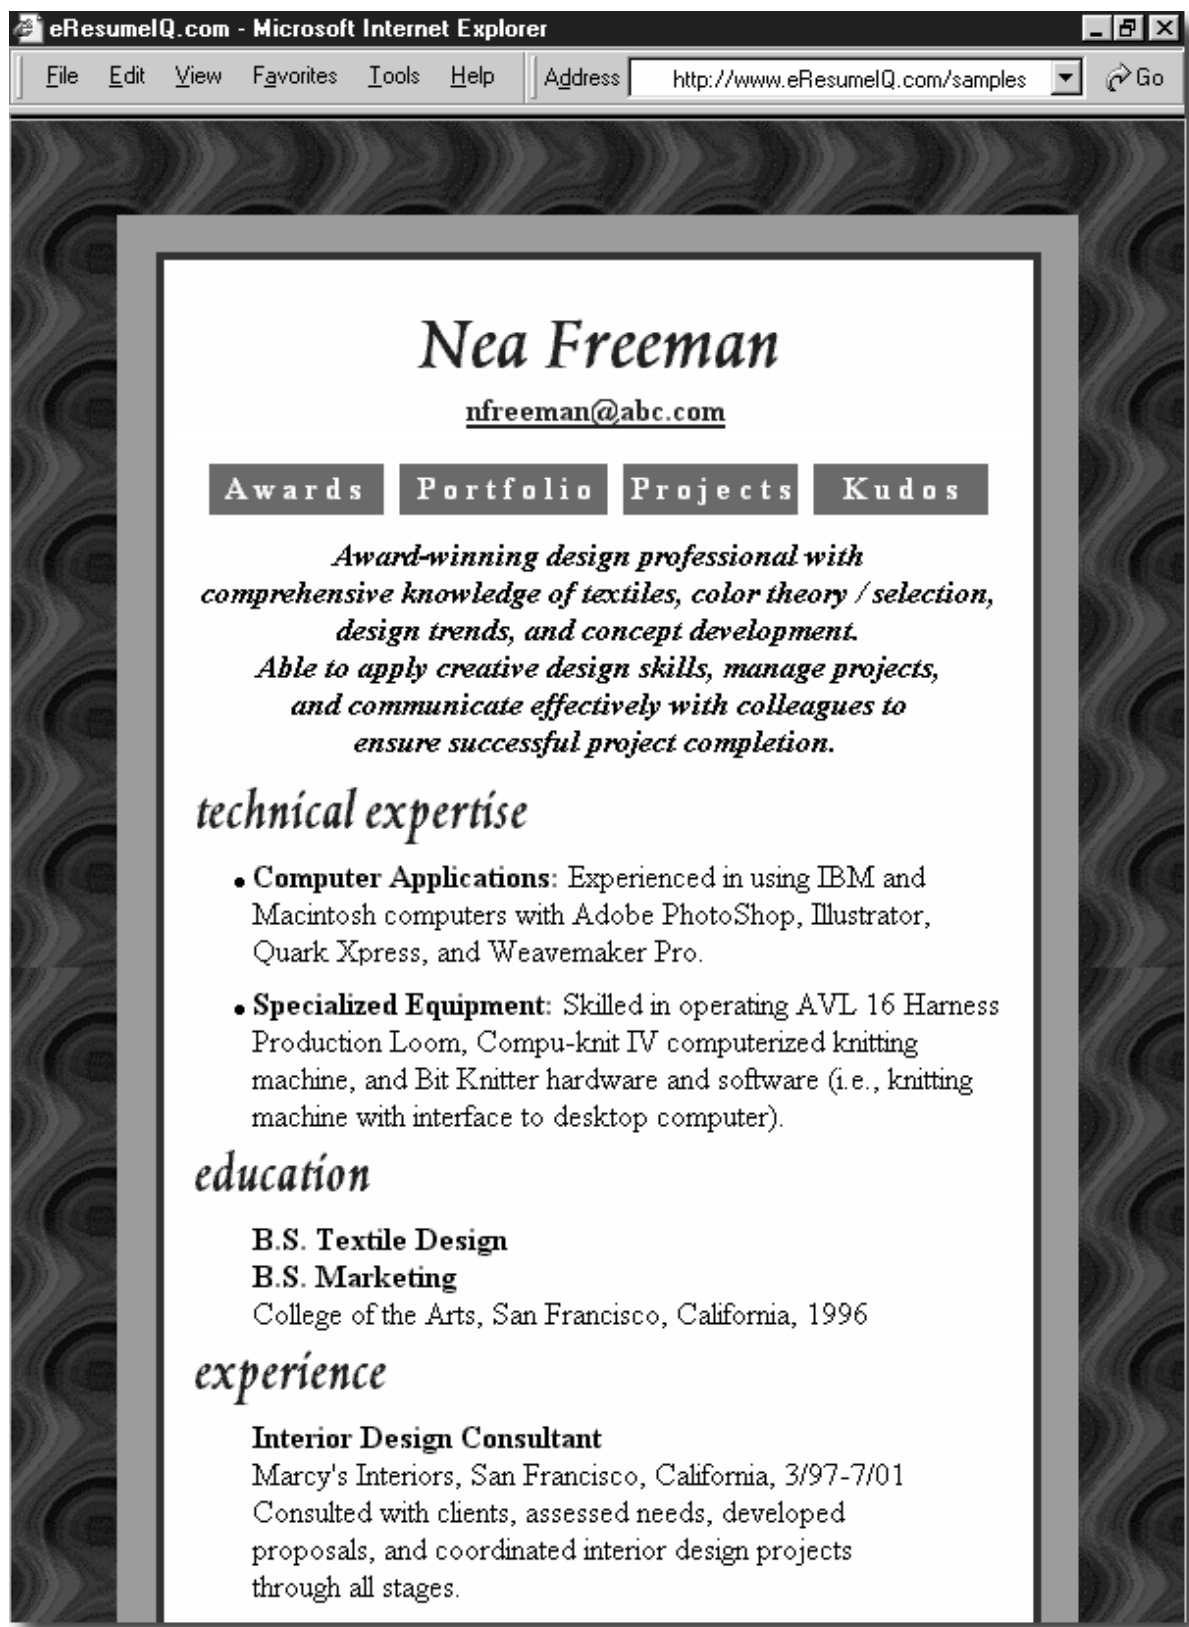 eResumeIQ.com - Microsoft Internet Explorer
File Edit View Favorites Tools Help Address http://www.eResumeIQ.com/samples Go
Nea Freeman
nfreeman@abc.com
Awards Portfolio Projects Kudos
Award-winning design professional with
comprehensive knowledge of textiles, color theory / selection,
design trends, and concept development.
Able to apply creative design skills, manage projects,
and communicate effectively with colleagues to
ensure successful project completion.
technical expertise
• Computer Applications: Experienced in using IBM and
Macintosh computers with Adobe PhotoShop, Illustrator,
Quark Xpress, and Weavemaker Pro.
• Specialized Equipment: Skilled in operating AVL 16 Harness
Production Loom, Compu-knit IV computerized knitting
machine, and Bit Knitter hardware and software (i.e., knitting
machine with interface to desktop computer).
education
B.S. Textile Design
B.S. Marketing
College of the Arts, San Francisco, California, 1996
experience
Interior Design Consultant
Marcy's Interiors, San Francisco, California, 3/97-7/01
Consulted with clients, assessed needs, developed
proposals, and coordinated interior design projects
through all stages.